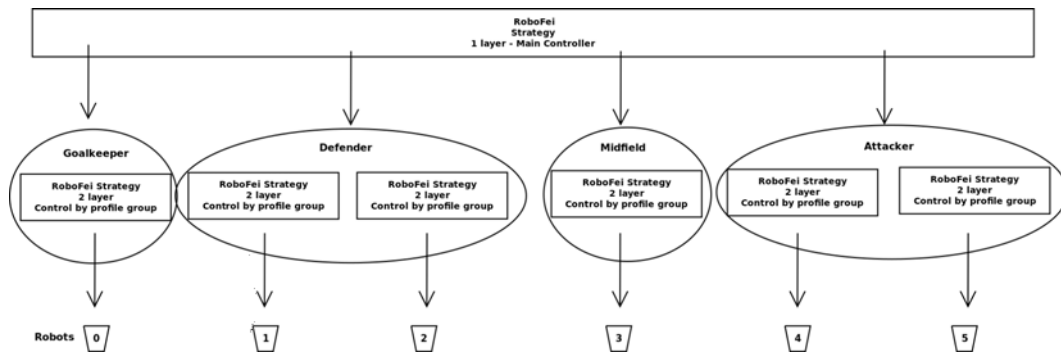 RoboFei
Strategy
1 layer - Main Controller
Goalkeeper
RoboFei Strategy
2 layer
Control by profile group
Defender
RoboFei Strategy
2 layer
Control by profile group
RoboFei Strategy
2 layer
Control by profile group
Midfield
RoboFei Strategy
2 layer
Control by profile group
Attacker
RoboFei Strategy
2 layer
Control by profile group
RoboFei Strategy
2 layer
Control by profile group
Robots 0 1 2 3 4 5